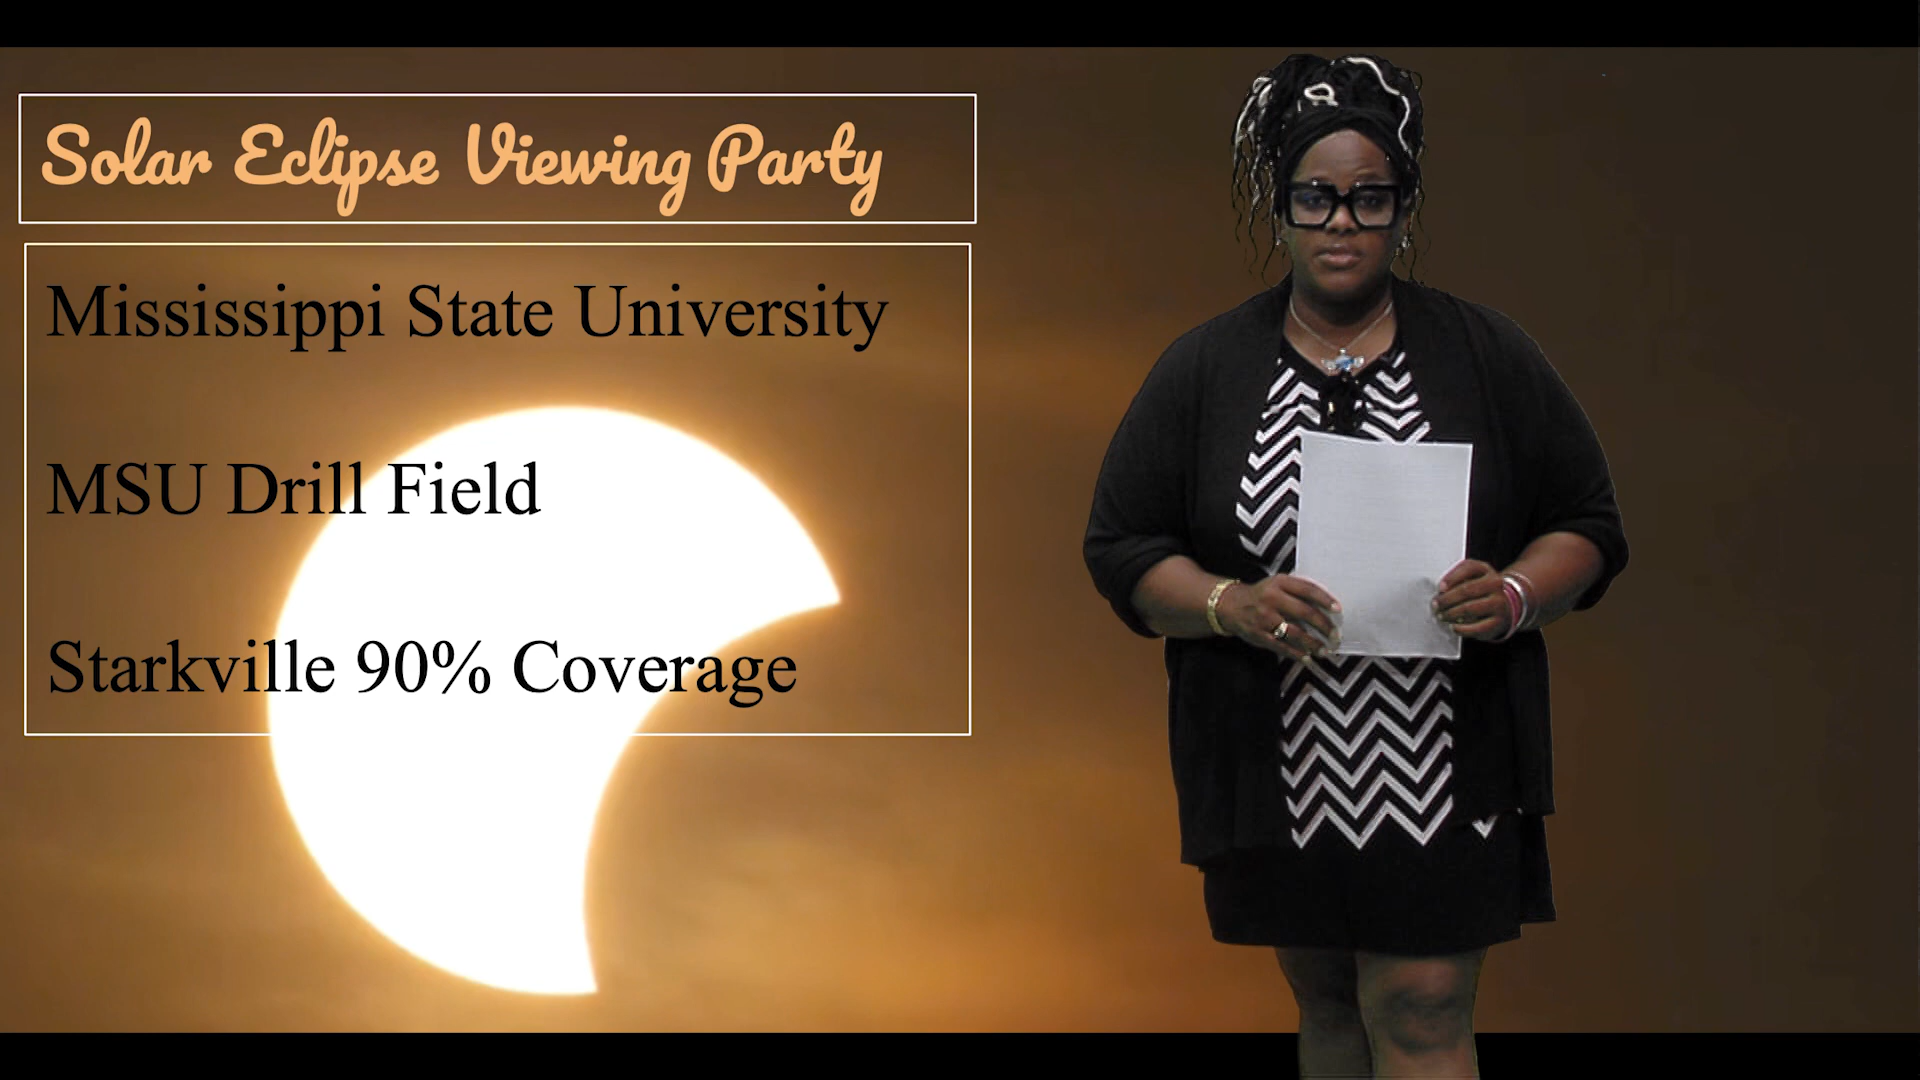 Solar Eclipse Viewing Party
Mississippi State University
MSU Drill Field
Starkville 90% Coverage